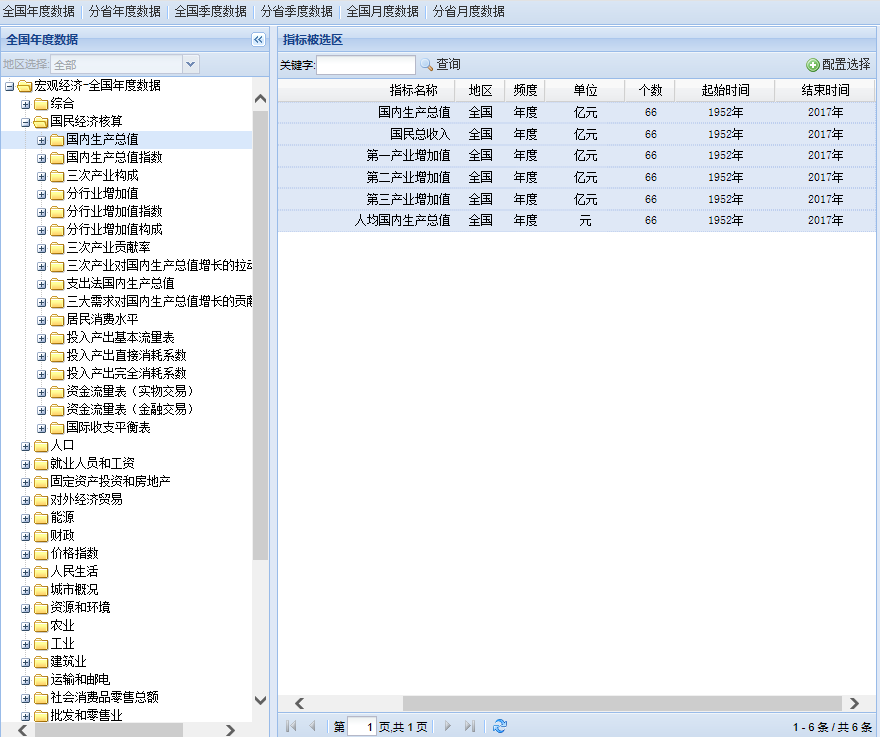 全国年度数据 分省年度数据 全国季度数据 分省季度数据 全国月度数据 分省月度数据
全国年度数据
地区选择: 全部
宏观经济-全国年度数据
综合
国民经济核算
国内生产总值
国内生产总值指数
三次产业构成
分行业增加值
分行业增加值指数
分行业增加值构成
三次产业贡献率
三次产业对国内生产总值增长的拉动
支出法国内生产总值
三大需求对国内生产总值增长的贡献
居民消费水平
投入产出基本流量表
投入产出直接消耗系数
投入产出完全消耗系数
资金流量表（实物交易）
资金流量表（金融交易）
国际收支平衡表
人口
就业人员和工资
固定资产投资和房地产
对外经济贸易
能源
财政
价格指数
人民生活
城市概况
资源和环境
农业
工业
建筑业
运输和邮电
社会消费品零售总额
批发和零售业
指标被选区
关键字: 查询 配置选择
指标名称 地区 频度 单位 个数 起始时间 结束时间
国内生产总值 全国 年度 亿元 66 1952年 2017年
国民总收入 全国 年度 亿元 66 1952年 2017年
第一产业增加值 全国 年度 亿元 66 1952年 2017年
第二产业增加值 全国 年度 亿元 66 1952年 2017年
第三产业增加值 全国 年度 亿元 66 1952年 2017年
人均国内生产总值 全国 年度 元 66 1952年 2017年
第 1 页,共 1 页 1 - 6 条 / 共 6 条